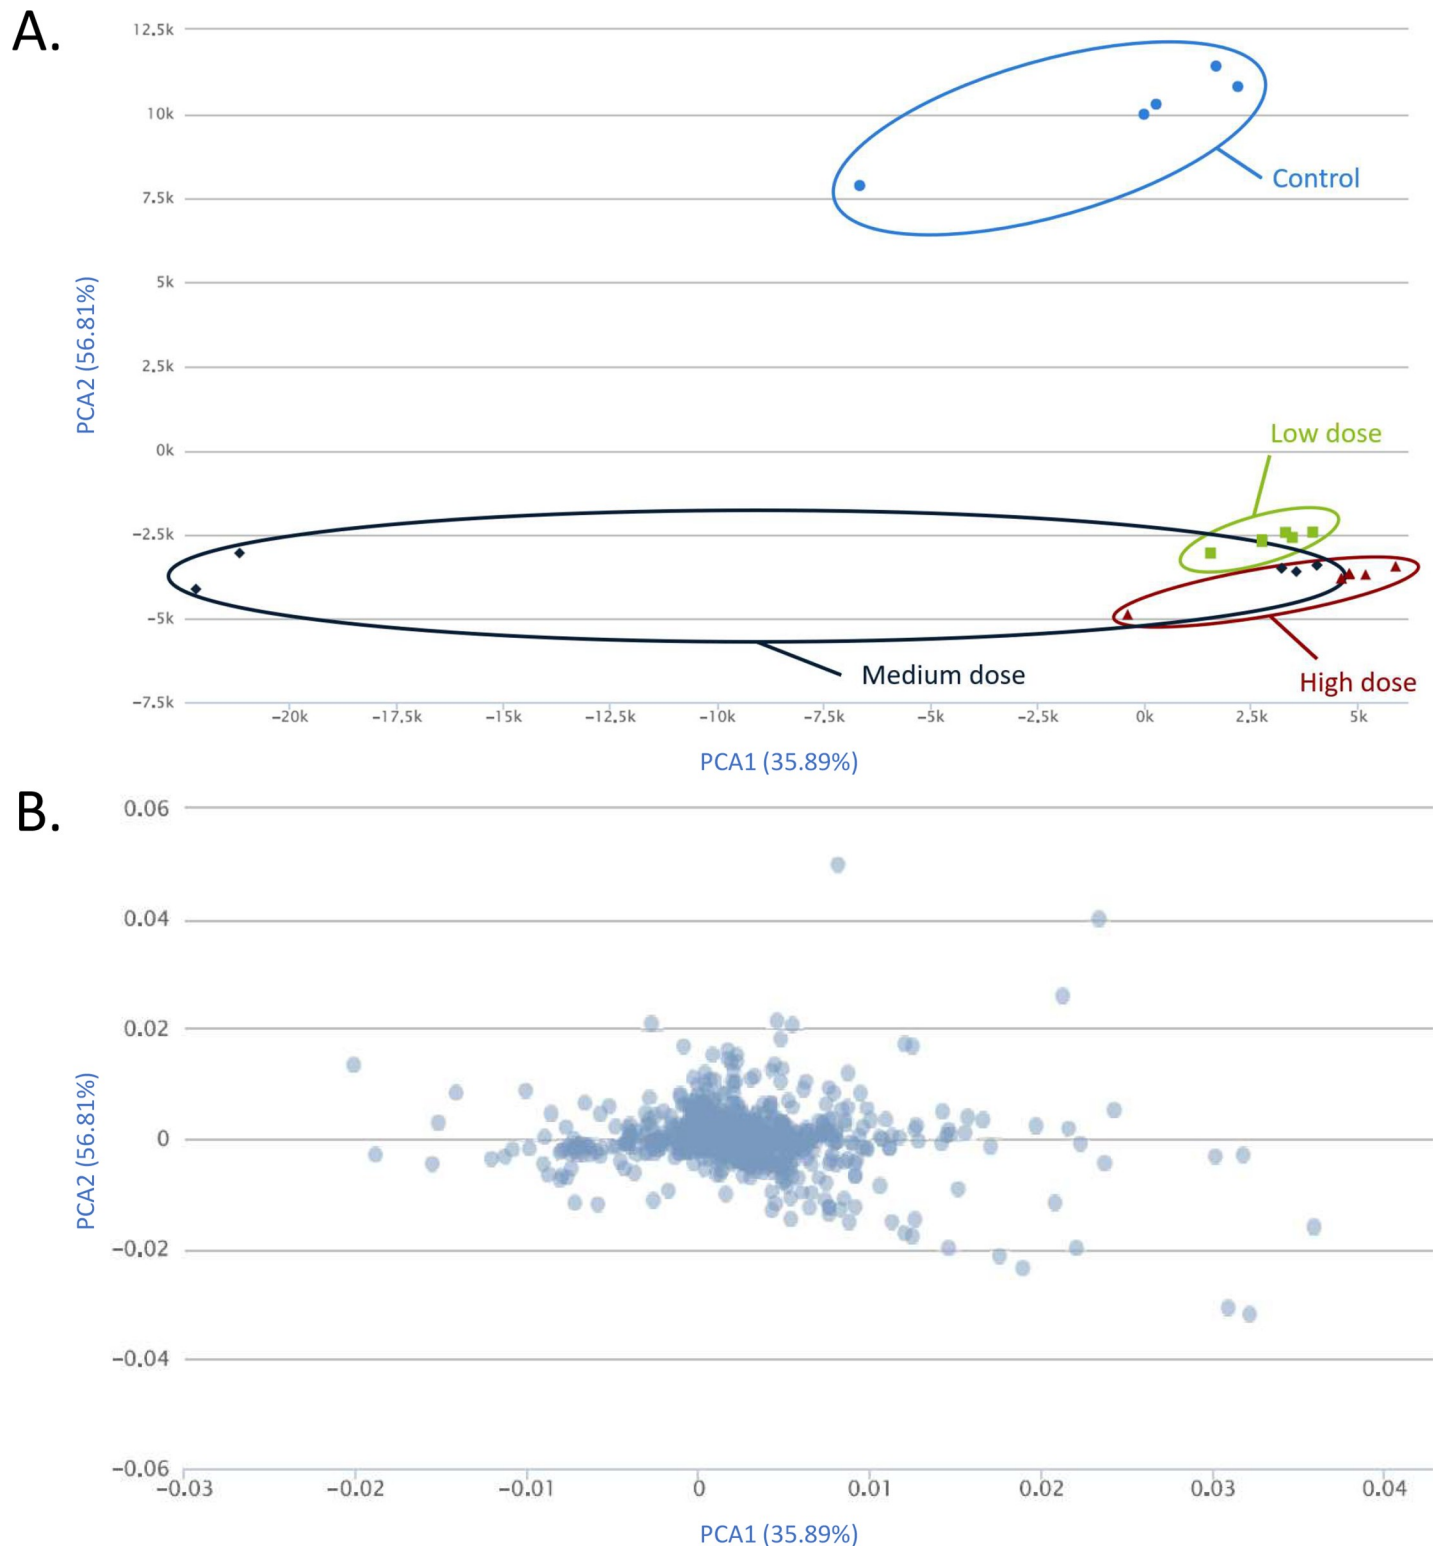 A.
12.5k
10k
Control
7.5k
5k
PCA2 (56.81%)
2.5k
Low dose
0k
−2.5k
−5k
Medium dose
High dose
−7.5k
−20k −17.5k −15k −12.5k −10k −7.5k −5k −2.5k 0k 2.5k 5k
PCA1 (35.89%)
B.
0.06
0.04
0.02
PCA2 (56.81%)
0
−0.02
−0.04
−0.06
−0.03 −0.02 −0.01 0 0.01 0.02 0.03 0.04
PCA1 (35.89%)